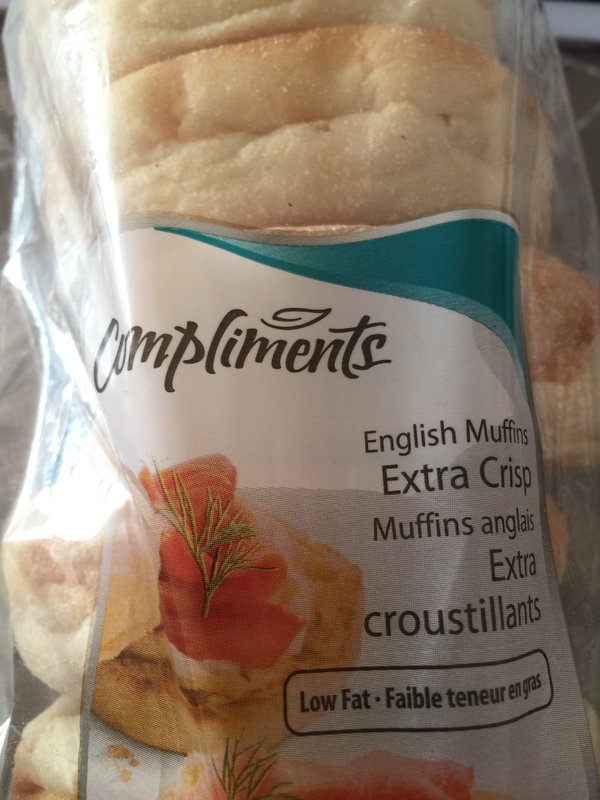 Compliments
English Muffins
Extra Crisp
Muffins anglais
Extra
croustillants
Low Fat · Faible teneur en gras